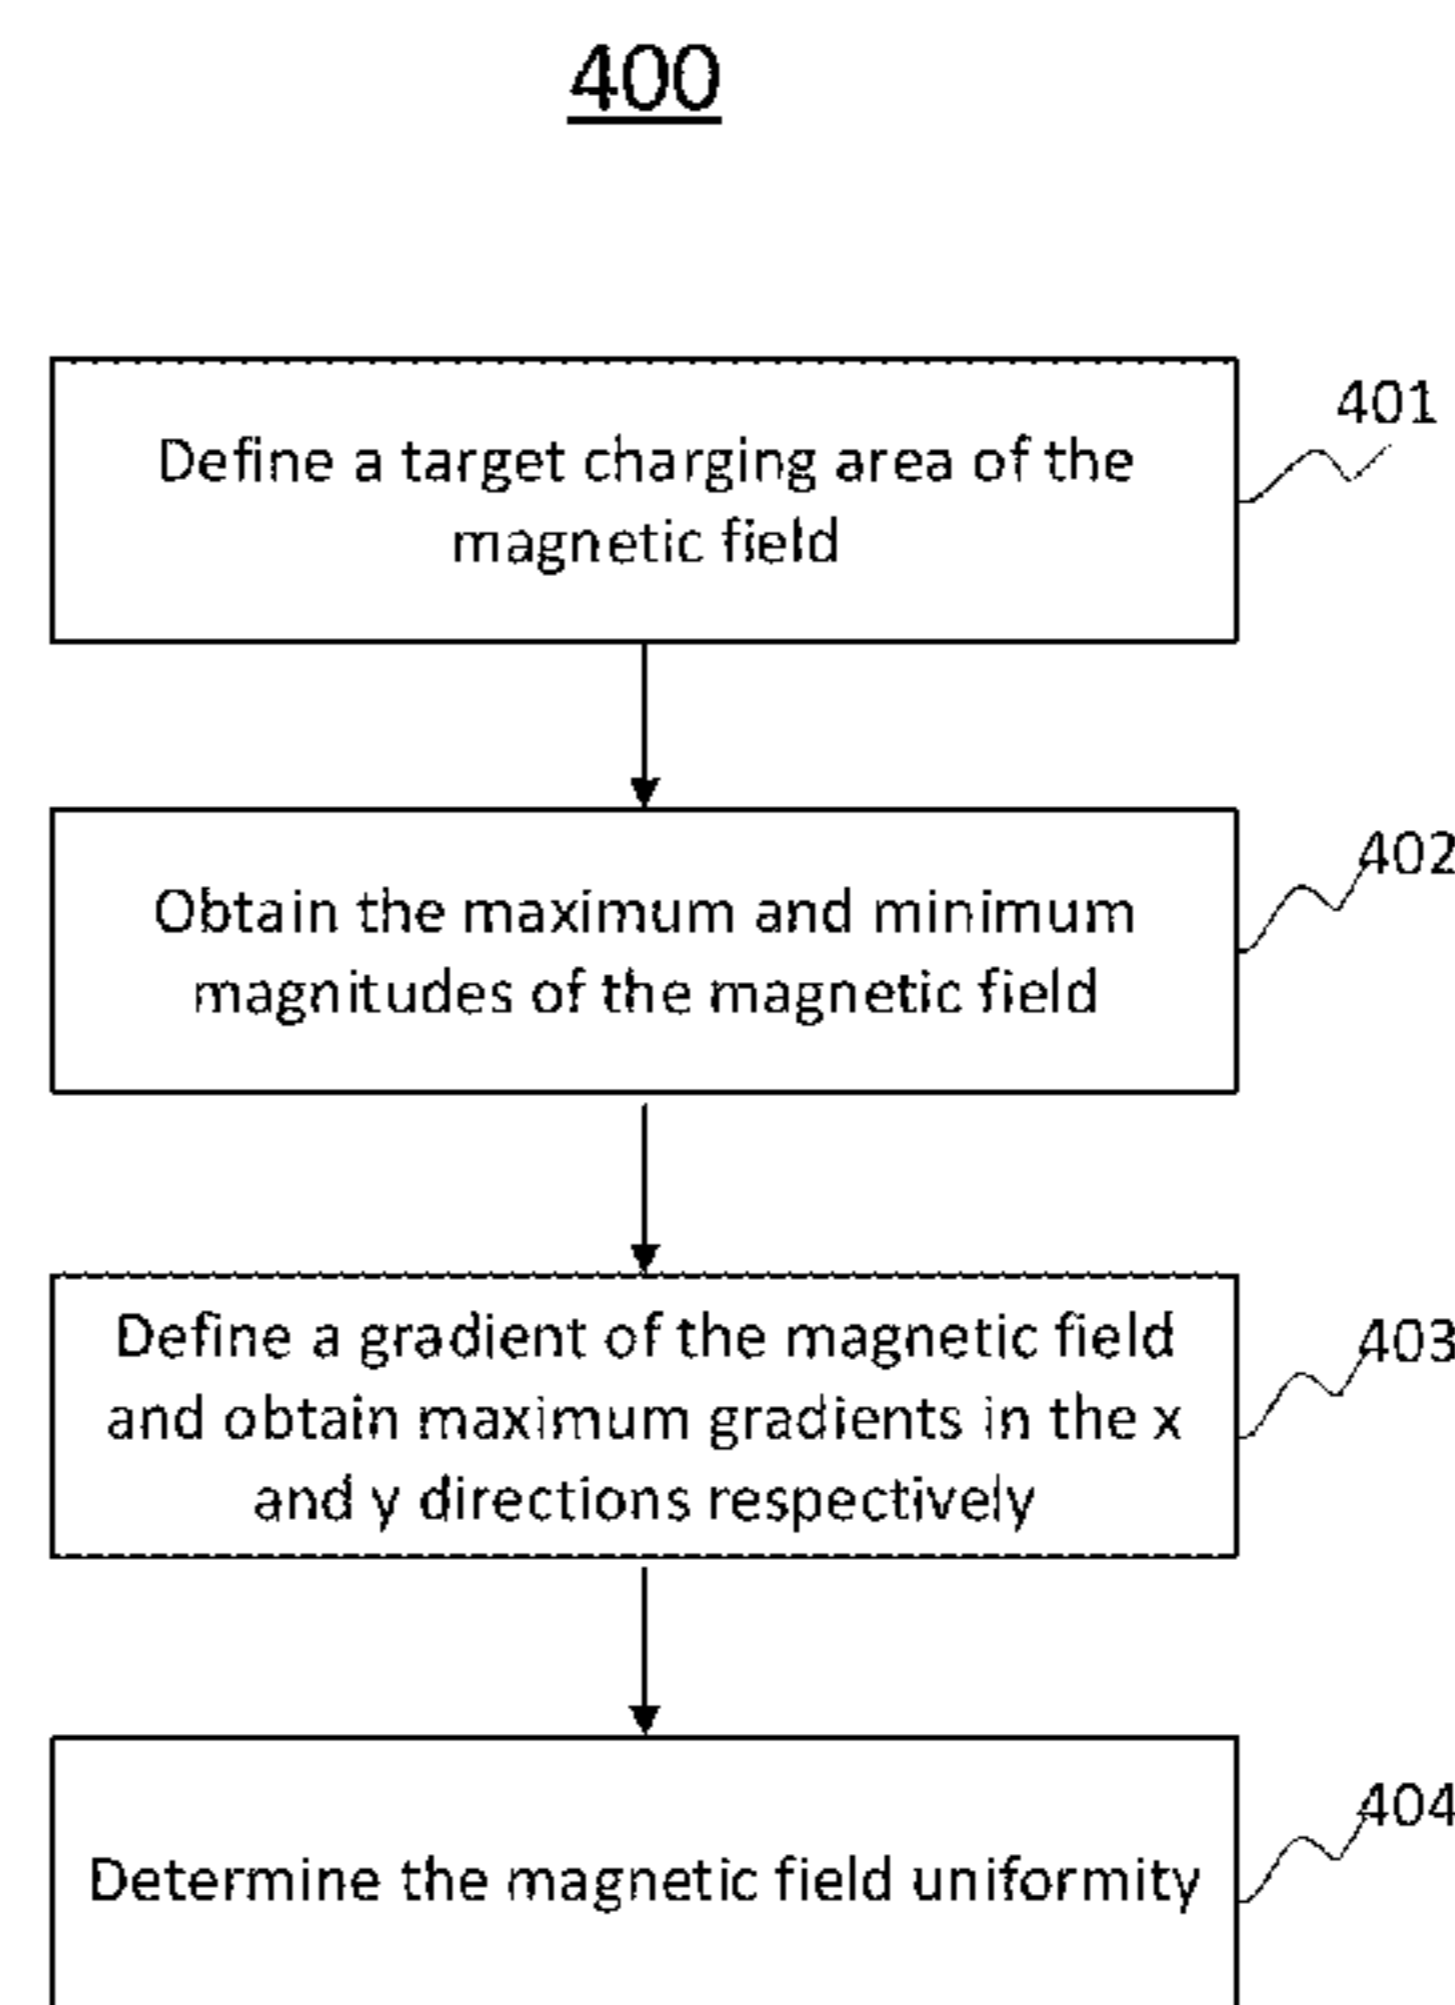 400
401
Define a target charging area of the
magnetic field
402
Obtain the maximum and minimum
magnitudes of the magnetic field
403
Define a gradient of the magnetic field
and obtain maximum gradients in the x
and y directions respectively
404
Determine the magnetic field uniformity